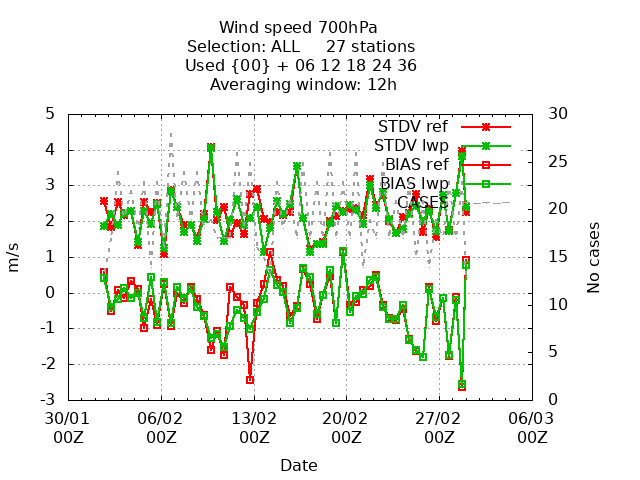 Wind speed 700hPa
Selection: ALL     27 stations
Used {00} + 06 12 18 24 36
Averaging window: 12h
5 30
4 25
3 20
2 15
1 10
0 5
-1 0
-2
-3
STDV ref
STDV lwp
BIAS ref
BIAS lwp
CASES
m/s
No cases
30/01 06/02 13/02 20/02 27/02 06/03
00Z 00Z 00Z 00Z 00Z 00Z
Date